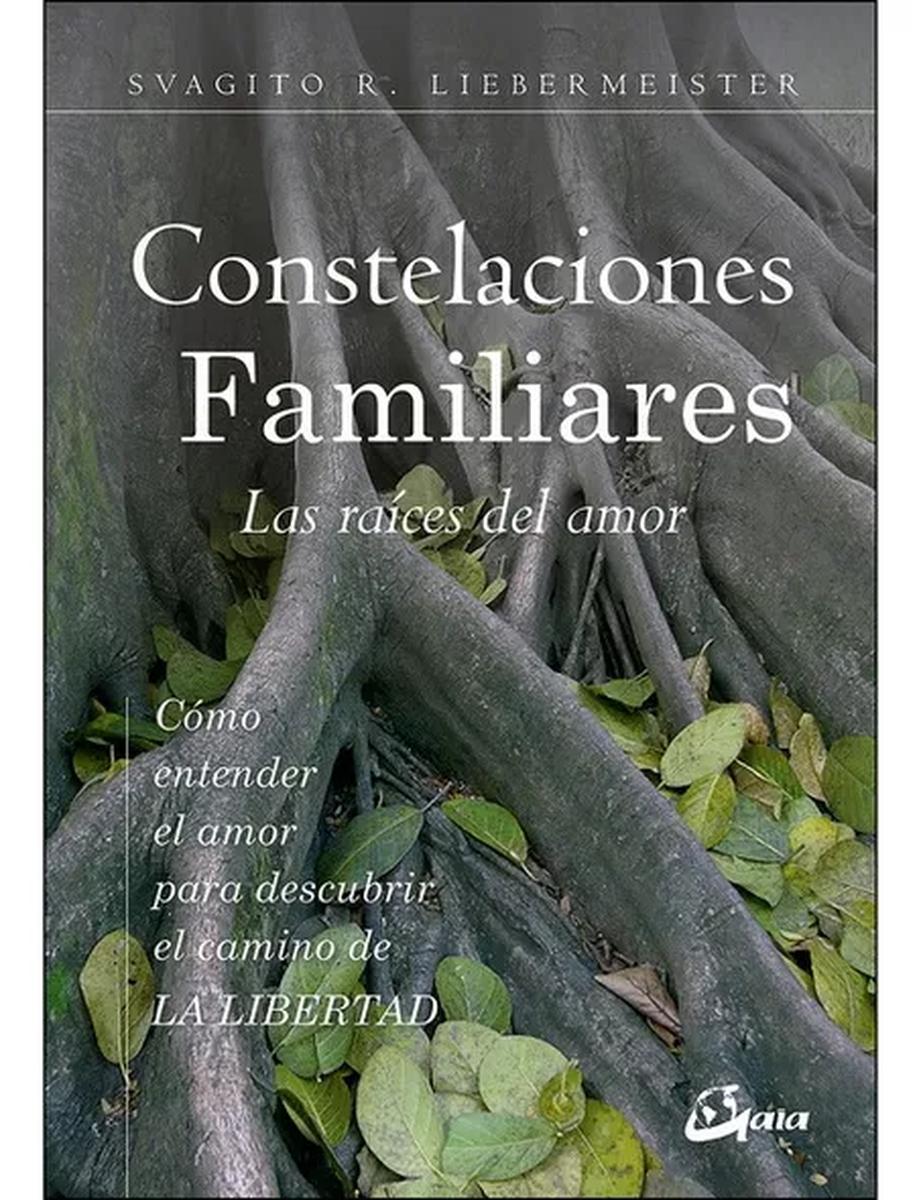 SVAGITO R. LIEBERMEISTER
Constelaciones
Familiares
Las raíces del amor
Cómo
entender
el amor
para descubrir
el camino de
LA LIBERTAD
Gaia